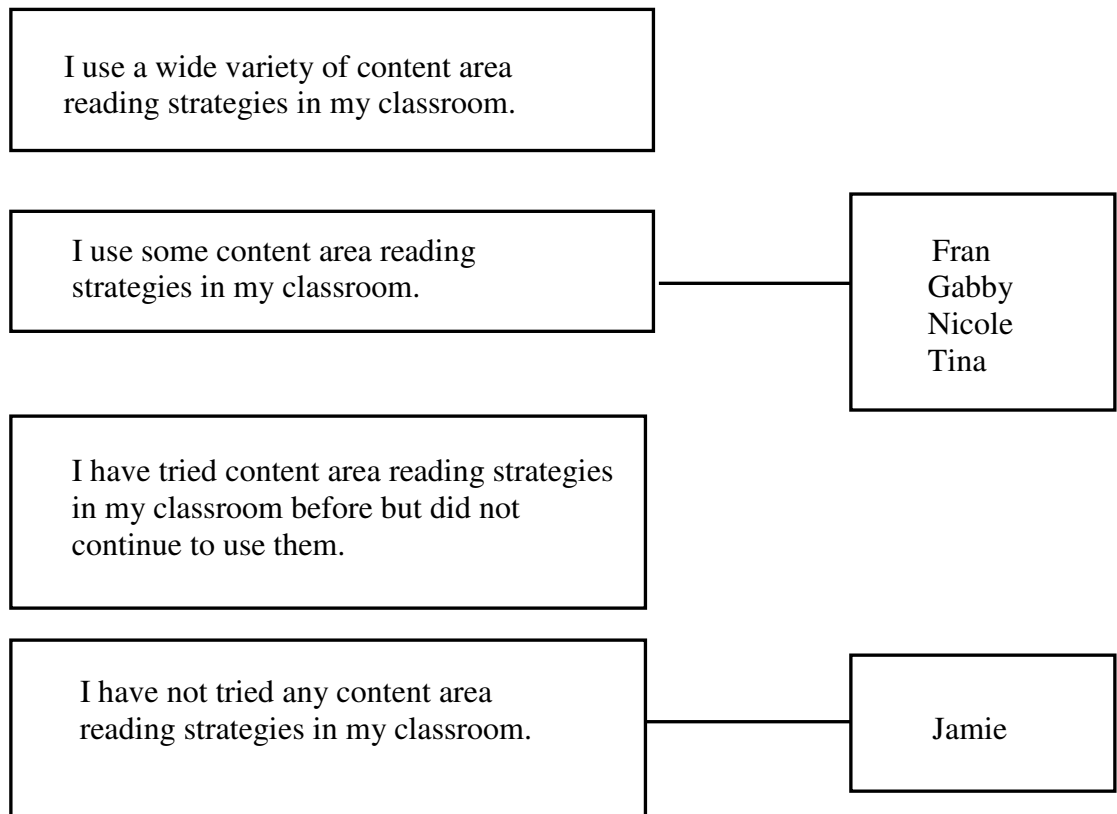 I use a wide variety of content area
reading strategies in my classroom.
I use some content area reading
strategies in my classroom.
Fran
Gabby
Nicole
Tina
I have tried content area reading strategies
in my classroom before but did not
continue to use them.
I have not tried any content area
reading strategies in my classroom.
Jamie